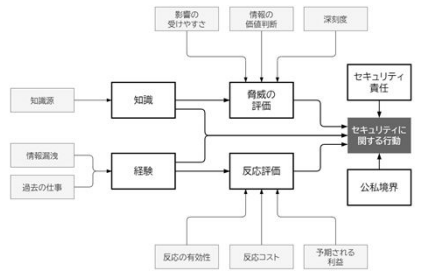 影響の
受けやすさ
情報の
価値判断
深刻度
知識源
知識
脅威の
評価
セキュリティ
責任
セキュリティに
関する行動
情報漏洩
過去の仕事
経験
反応評価
公私境界
反応の有効性
反応コスト
予期される
利益